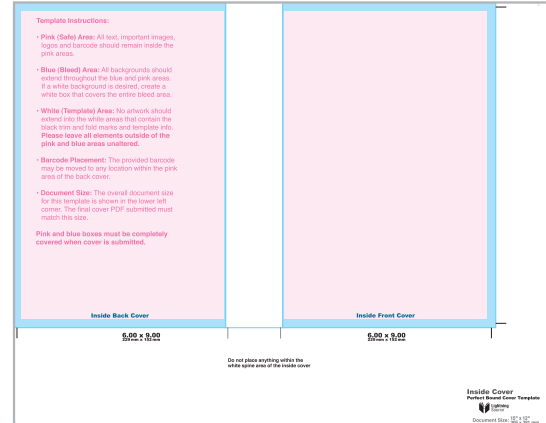 Template Instructions:
• Pink (Safe) Area: All text, important images,
logos and barcode should remain inside the
pink areas.
• Blue (Bleed) Area: All backgrounds should
extend throughout the blue and pink areas.
If a white background is desired, create a
white box that covers the entire bleed area.
• White (Template) Area: No artwork should
extend into the white areas that contain the
black trim and fold marks and template info.
Please leave all elements outside of the
pink and blue areas unaltered.
• Barcode Placement: The provided barcode
may be moved to any location within the pink
area of the back cover.
• Document Size: The overall document size
for this template is shown in the lower left
corner. The final cover PDF submitted must
match this size.
Pink and blue boxes must be completely
covered when cover is submitted.
Inside Back Cover
Inside Front Cover
6.00 x 9.00
229mm x 152mm
6.00 x 9.00
229mm x 152mm
Do not place anything within the
white spine area of the inside cover
Inside Cover
Perfect Bound Cover Template
Lightning
Source
Document Size: 15" x 12"